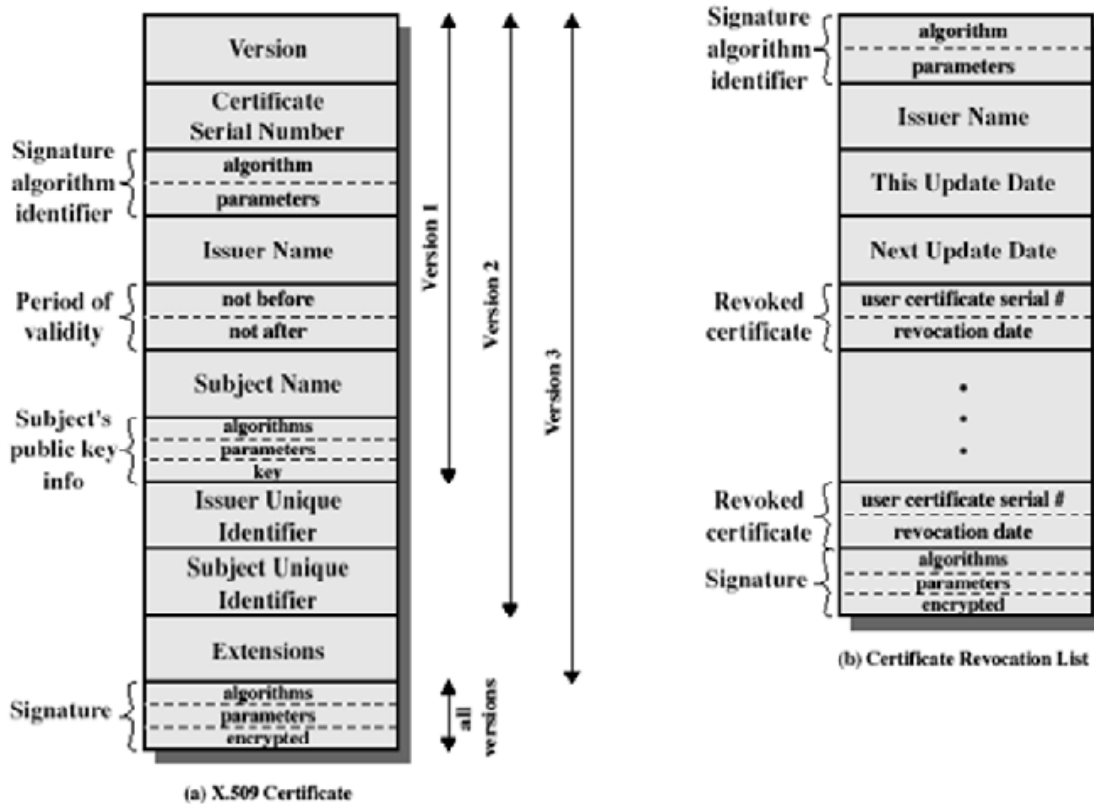 Version
Certificate
Serial Number
Signature
algorithm
identifier
algorithm
parameters
Issuer Name
Period of
validity
not before
not after
Subject Name
Subject's
public key
info
algorithms
parameters
key
Issuer Unique
Identifier
Subject Unique
Identifier
Extensions
Signature
algorithms
parameters
encrypted
Version 1
Version 2
Version 3
all
versions
(a) X.509 Certificate
Signature
algorithm
identifier
algorithm
parameters
Issuer Name
This Update Date
Next Update Date
Revoked
certificate
user certificate serial #
revocation date
Revoked
certificate
user certificate serial #
revocation date
Signature
algorithms
parameters
encrypted
(b) Certificate Revocation List